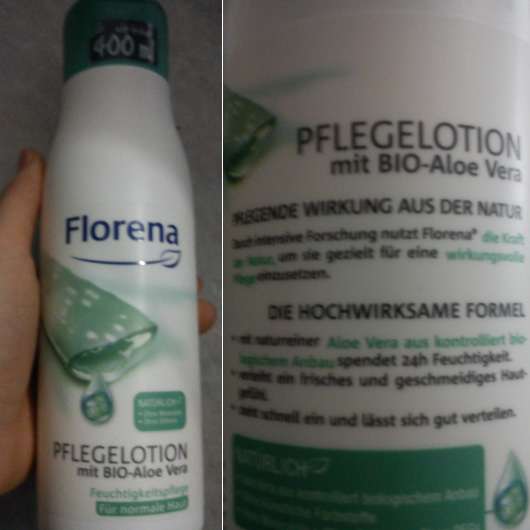 400 ml
Florena
NATÜRLICH
PFLEGELOTION
mit BIO-Aloe Vera
Feuchtigkeitspflege
Für normale Haut
PFLEGELOTION
mit BIO-Aloe Vera
PFLEGENDE WIRKUNG AUS DER NATUR
Durch intensive Forschung nutzt Florena® die Kraft
der Natur, um sie gezielt für eine wirkungsvolle
Pflege einzusetzen.
DIE HOCHWIRKSAME FORMEL
• mit naturreiner Aloe Vera aus kontrolliert bio-
logischem Anbau spendet 24h Feuchtigkeit.
• verleiht ein frisches und geschmeidiges Haut-
gefühl.
• zieht schnell ein und lässt sich gut verteilen.
NATÜRLICH
kontrolliert biologischem Anbau